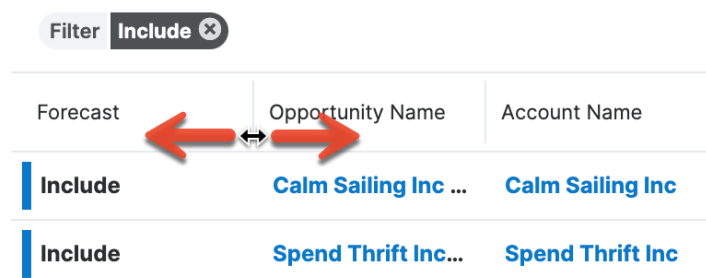 Filter Include
Forecast Opportunity Name Account Name
Include Calm Sailing Inc ... Calm Sailing Inc
Include Spend Thrift Inc... Spend Thrift Inc